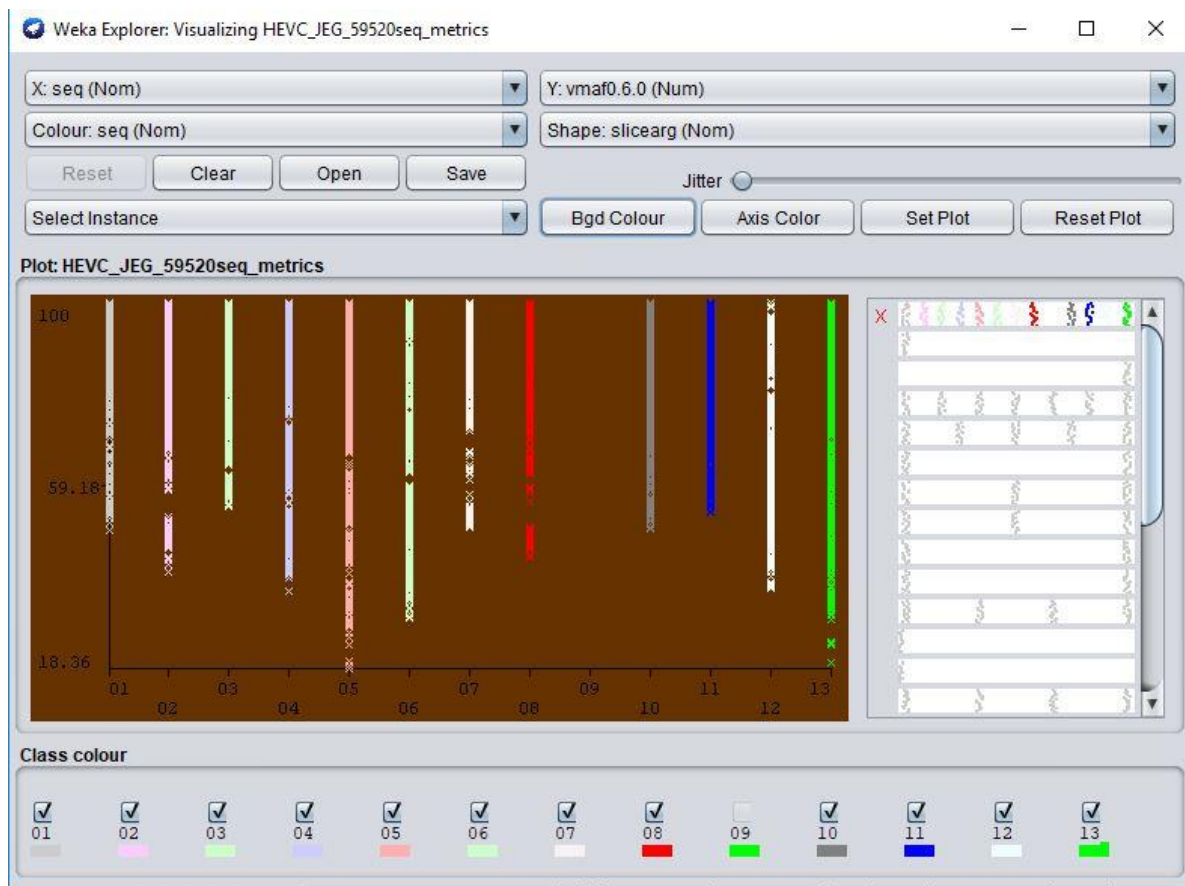 Weka Explorer: Visualizing HEVC_JEG_59520seq_metrics
X: seq (Nom)
Y: vmaf0.6.0 (Num)
Colour: seq (Nom)
Shape: slicearg (Nom)
Reset
Clear
Open
Save
Jitter
Select Instance
Bgd Colour
Axis Color
Set Plot
Reset Plot
Plot: HEVC_JEG_59520seq_metrics
100
59.18
18.36
01
02
03
04
05
06
07
08
09
10
11
12
13
X
Class colour
01
02
03
04
05
06
07
08
09
10
11
12
13